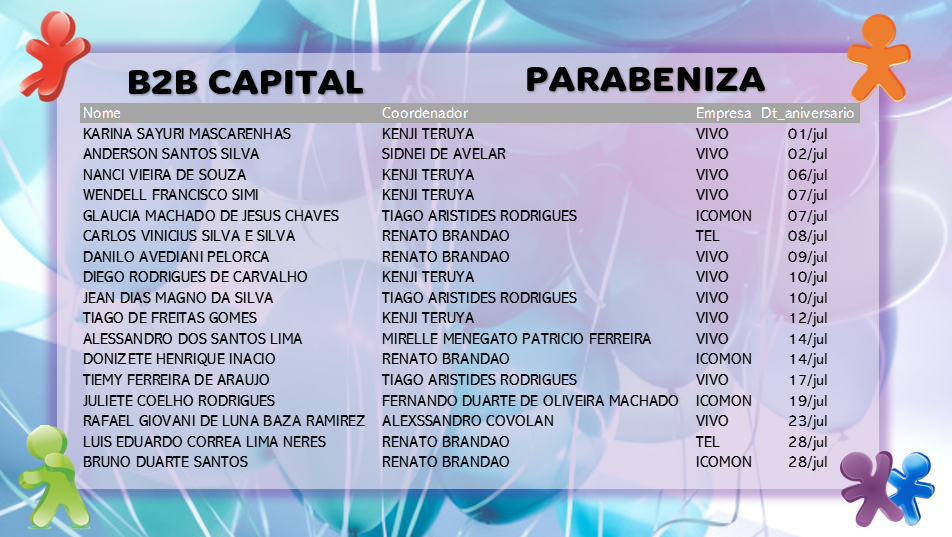 B2B CAPITAL PARABENIZA
Nome Coordenador Empresa Dt_aniversario
KARINA SAYURI MASCARENHAS KENJI TERUYA VIVO 01/jul
ANDERSON SANTOS SILVA SIDNEI DE AVELAR VIVO 02/jul
NANCI VIEIRA DE SOUZA KENJI TERUYA VIVO 06/jul
WENDELL FRANCISCO SIMI KENJI TERUYA VIVO 07/jul
GLAUCIA MACHADO DE JESUS CHAVES TIAGO ARISTIDES RODRIGUES ICOMON 07/jul
CARLOS VINICIUS SILVA E SILVA RENATO BRANDAO TEL 08/jul
DANILO AVEDIANI PELORCA RENATO BRANDAO VIVO 09/jul
DIEGO RODRIGUES DE CARVALHO KENJI TERUYA VIVO 10/jul
JEAN DIAS MAGNO DA SILVA TIAGO ARISTIDES RODRIGUES VIVO 10/jul
TIAGO DE FREITAS GOMES KENJI TERUYA VIVO 12/jul
ALESSANDRO DOS SANTOS LIMA MIRELLE MENEGATO PATRICIO FERREIRA VIVO 14/jul
DONIZETE HENRIQUE INACIO RENATO BRANDAO ICOMON 14/jul
TIEMY FERREIRA DE ARAUJO TIAGO ARISTIDES RODRIGUES VIVO 17/jul
JULIETE COELHO RODRIGUES FERNANDO DUARTE DE OLIVEIRA MACHADO ICOMON 19/jul
RAFAEL GIOVANI DE LUNA BAZA RAMIREZ ALEXSSANDRO COVOLAN VIVO 23/jul
LUIS EDUARDO CORREA LIMA NERES RENATO BRANDAO TEL 28/jul
BRUNO DUARTE SANTOS RENATO BRANDAO ICOMON 28/jul